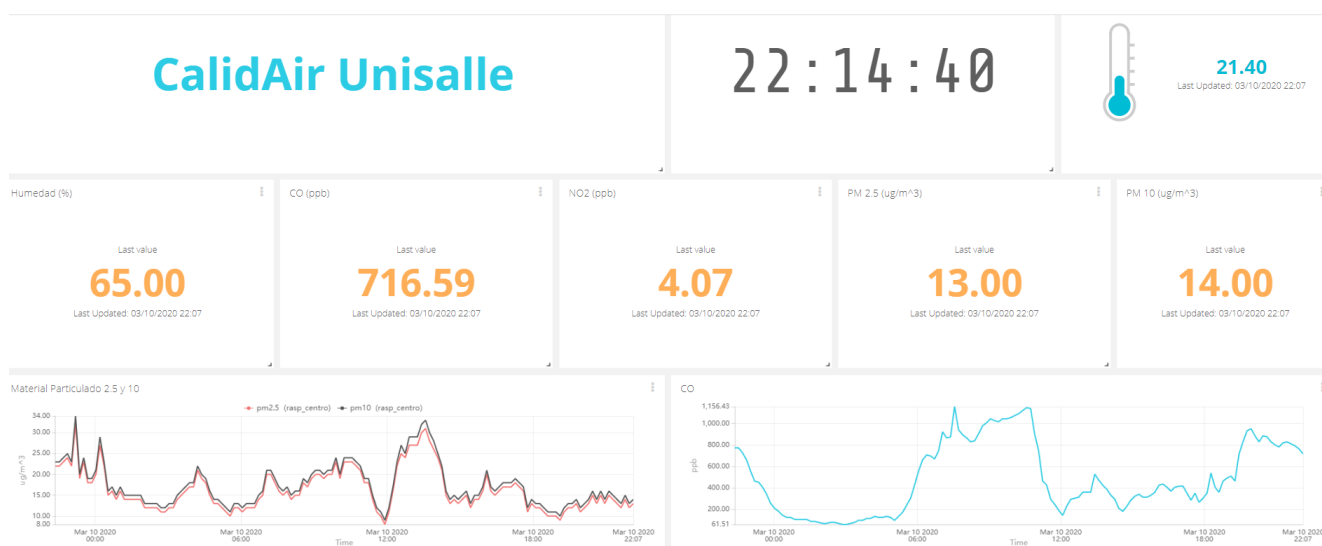 CalidAir Unisalle
22:14:40
21.40
Last Updated: 03/10/2020 22:07
Humedad (%)
Last value
65.00
Last Updated: 03/10/2020 22:07
CO (ppb)
Last value
716.59
Last Updated: 03/10/2020 22:07
NO2 (ppb)
Last value
4.07
Last Updated: 03/10/2020 22:07
PM 2.5 (ug/m^3)
Last value
13.00
Last Updated: 03/10/2020 22:07
PM 10 (ug/m^3)
Last value
14.00
Last Updated: 03/10/2020 22:07
Material Particulado 2.5 y 10
pm2.5 (rasp_centro) pm10 (rasp_centro)
34.00
30.00
25.00
20.00
15.00
10.00
8.00
ug/m^3
Mar 10 2020 00:00
Mar 10 2020 06:00
Mar 10 2020 12:00
Mar 10 2020 18:00
Mar 10 2020 22:07
Time
CO
1,156.43
1,000.00
800.00
600.00
400.00
200.00
61.51
ppb
Mar 10 2020 00:00
Mar 10 2020 06:00
Mar 10 2020 12:00
Mar 10 2020 18:00
Mar 10 2020 22:07
Time